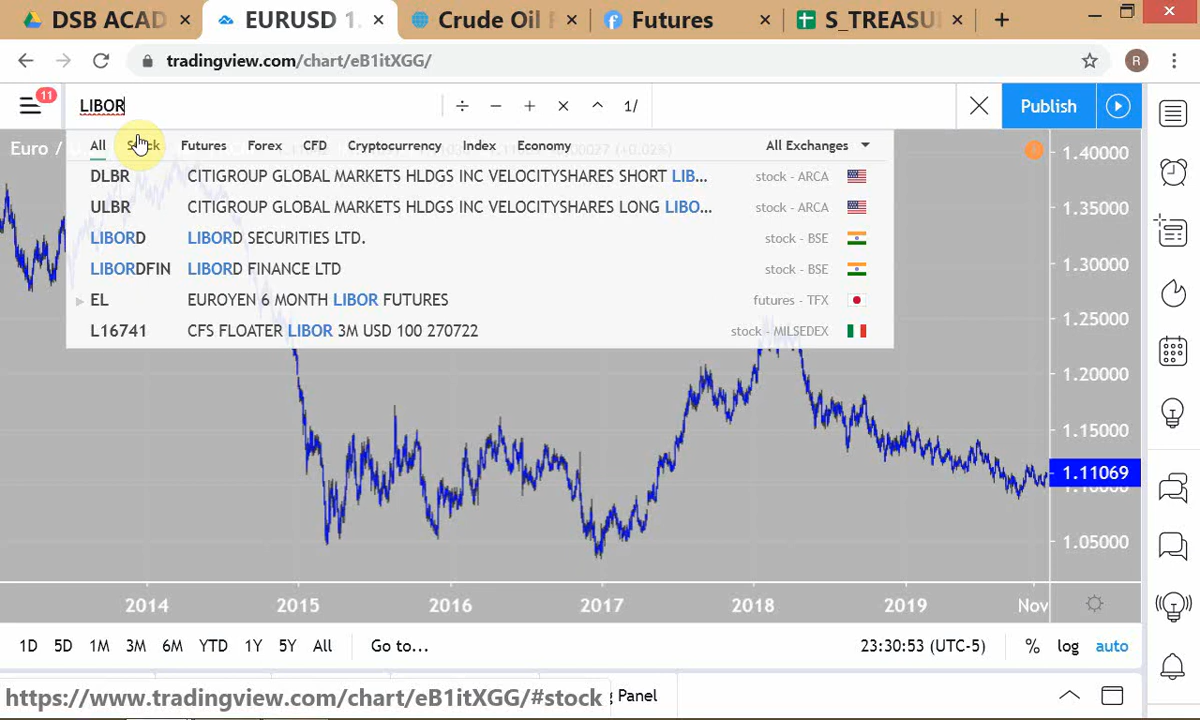 DSB ACAD
EURUSD 1.
Crude Oil F
Futures
S_TREASU
tradingview.com/chart/eB1itXGG/
R
11
LIBOR
1/
Publish
All Stock Futures Forex CFD Cryptocurrency Index Economy All Exchanges
Euro /
(+0.02%)
DLBR CITIGROUP GLOBAL MARKETS HLDGS INC VELOCITYSHARES SHORT LIB... stock - ARCA
ULBR CITIGROUP GLOBAL MARKETS HLDGS INC VELOCITYSHARES LONG LIBO... stock - ARCA
LIBORD LIBORD SECURITIES LTD. stock - BSE
LIBORDFIN LIBORD FINANCE LTD stock - BSE
EL EUROYEN 6 MONTH LIBOR FUTURES futures - TFX
L16741 CFS FLOATER LIBOR 3M USD 100 270722 stock - MILSEDEX
1.40000
1.35000
1.30000
1.25000
1.20000
1.15000
1.11069
1.10000
1.05000
2014 2015 2016 2017 2018 2019 Nov
1D 5D 1M 3M 6M YTD 1Y 5Y All Go to... 23:30:53 (UTC-5) % log auto
https://www.tradingview.com/chart/eB1itXGG/#stock
Panel